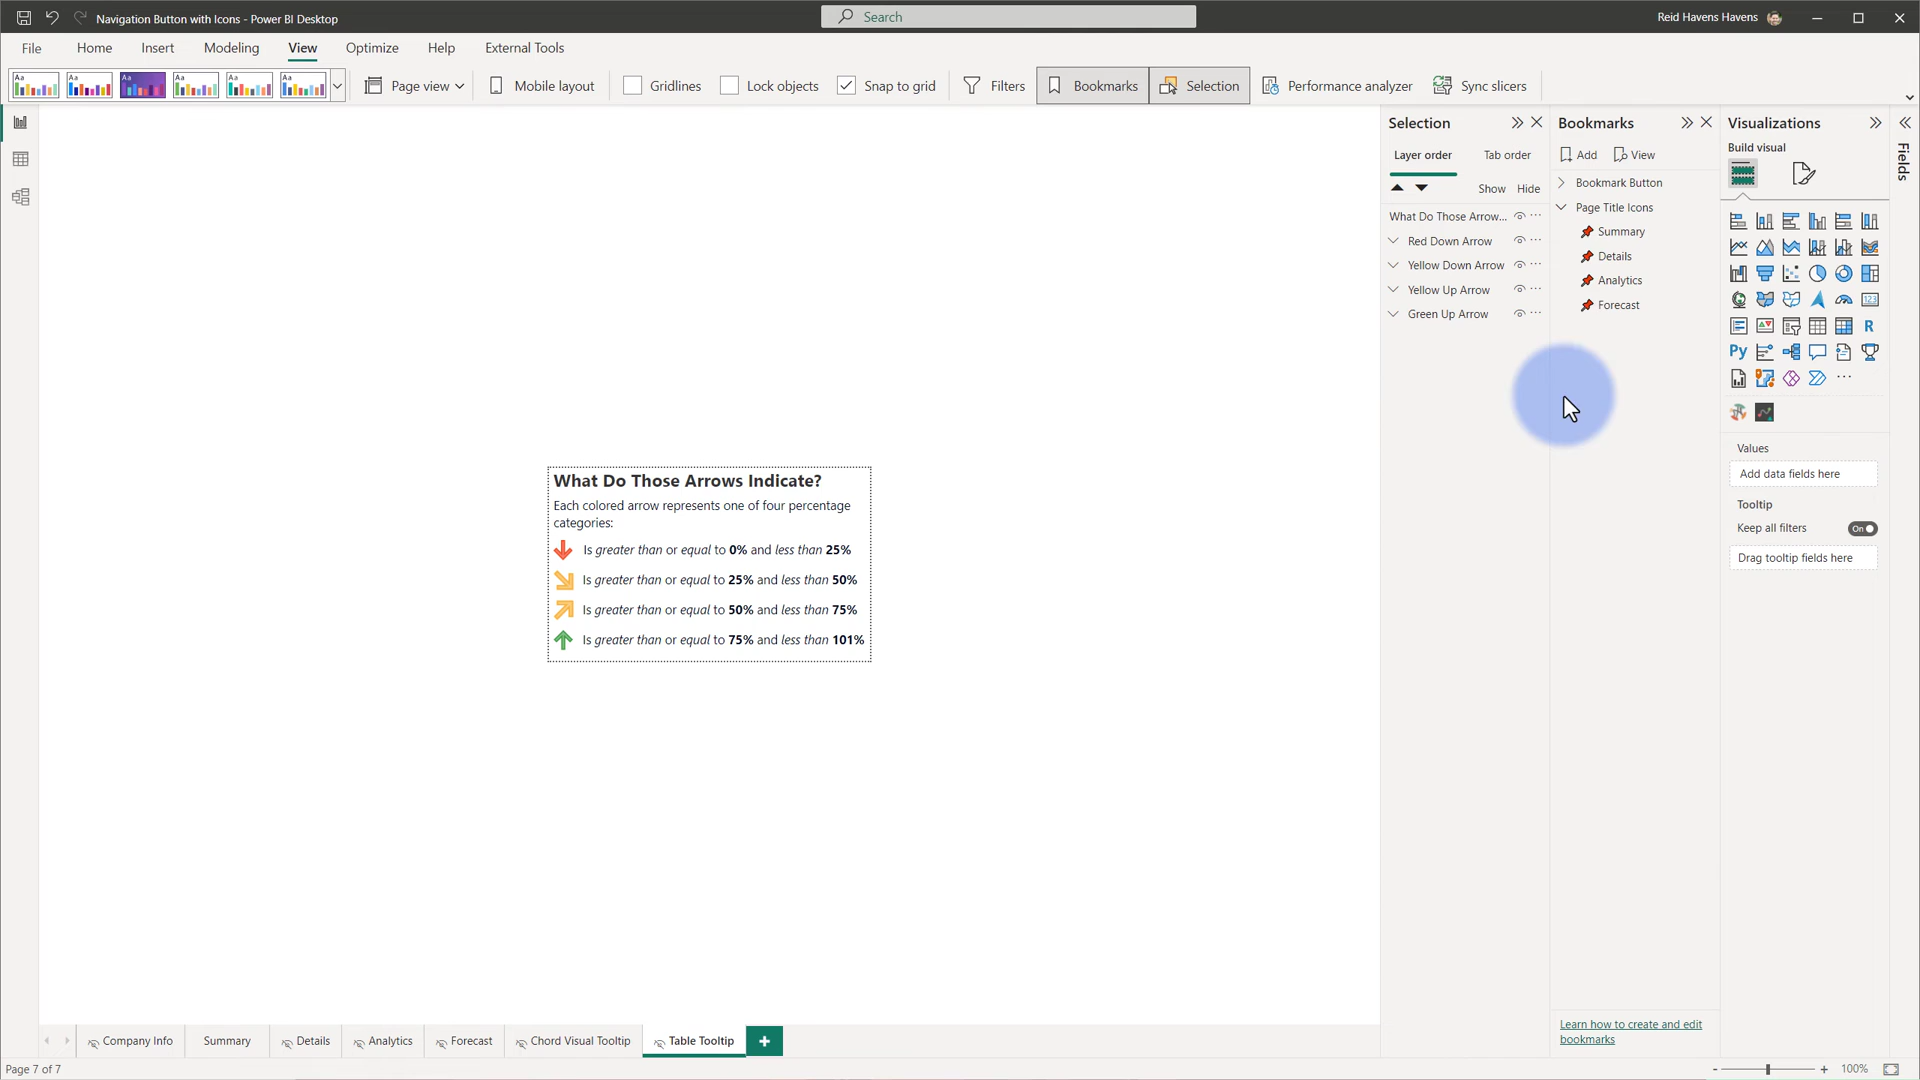 Navigation Button with Icons - Power BI Desktop
Search
Reid Havens Havens
File
Home
Insert
Modeling
View
Optimize
Help
External Tools
Aa
Aa
Aa
Aa
Aa
Aa
Page view
Mobile layout
Gridlines
Lock objects
Snap to grid
Filters
Bookmarks
Selection
Performance analyzer
Sync slicers
Selection
Layer order
Tab order
Show
Hide
What Do Those Arrow...
Red Down Arrow
Yellow Down Arrow
Yellow Up Arrow
Green Up Arrow
Bookmarks
Add
View
Bookmark Button
Page Title Icons
Summary
Details
Analytics
Forecast
Learn how to create and edit
bookmarks
Visualizations
Build visual
123
R
Py
Values
Add data fields here
Tooltip
Keep all filters
On
Drag tooltip fields here
Fields
What Do Those Arrows Indicate?
Each colored arrow represents one of four percentage
categories:
Is greater than or equal to 0% and less than 25%
Is greater than or equal to 25% and less than 50%
Is greater than or equal to 50% and less than 75%
Is greater than or equal to 75% and less than 101%
Company Info
Summary
Details
Analytics
Forecast
Chord Visual Tooltip
Table Tooltip
+
Page 7 of 7
-
+
100%